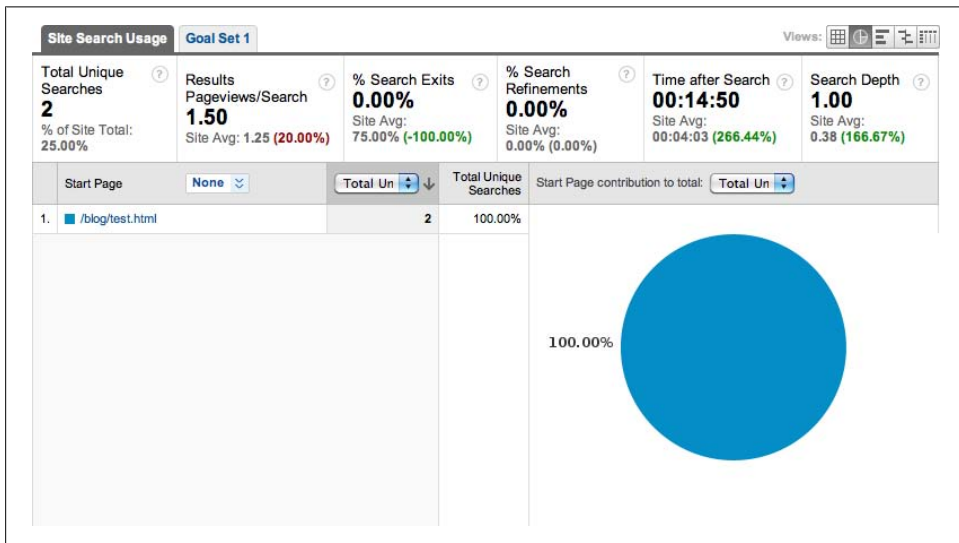 Site Search Usage
Goal Set 1
Views:
Total Unique
Searches
2
% of Site Total:
25.00%
Results
Pageviews/Search
1.50
Site Avg: 1.25 (20.00%)
% Search Exits
0.00%
Site Avg:
75.00% (-100.00%)
% Search
Refinements
0.00%
Site Avg:
0.00% (0.00%)
Time after Search
00:14:50
Site Avg:
00:04:03 (266.44%)
Search Depth
1.00
Site Avg:
0.38 (166.67%)
Start Page
None
Total Un
Total Unique
Searches
Start Page contribution to total:
Total Un
1. /blog/test.html
2
100.00%
100.00%